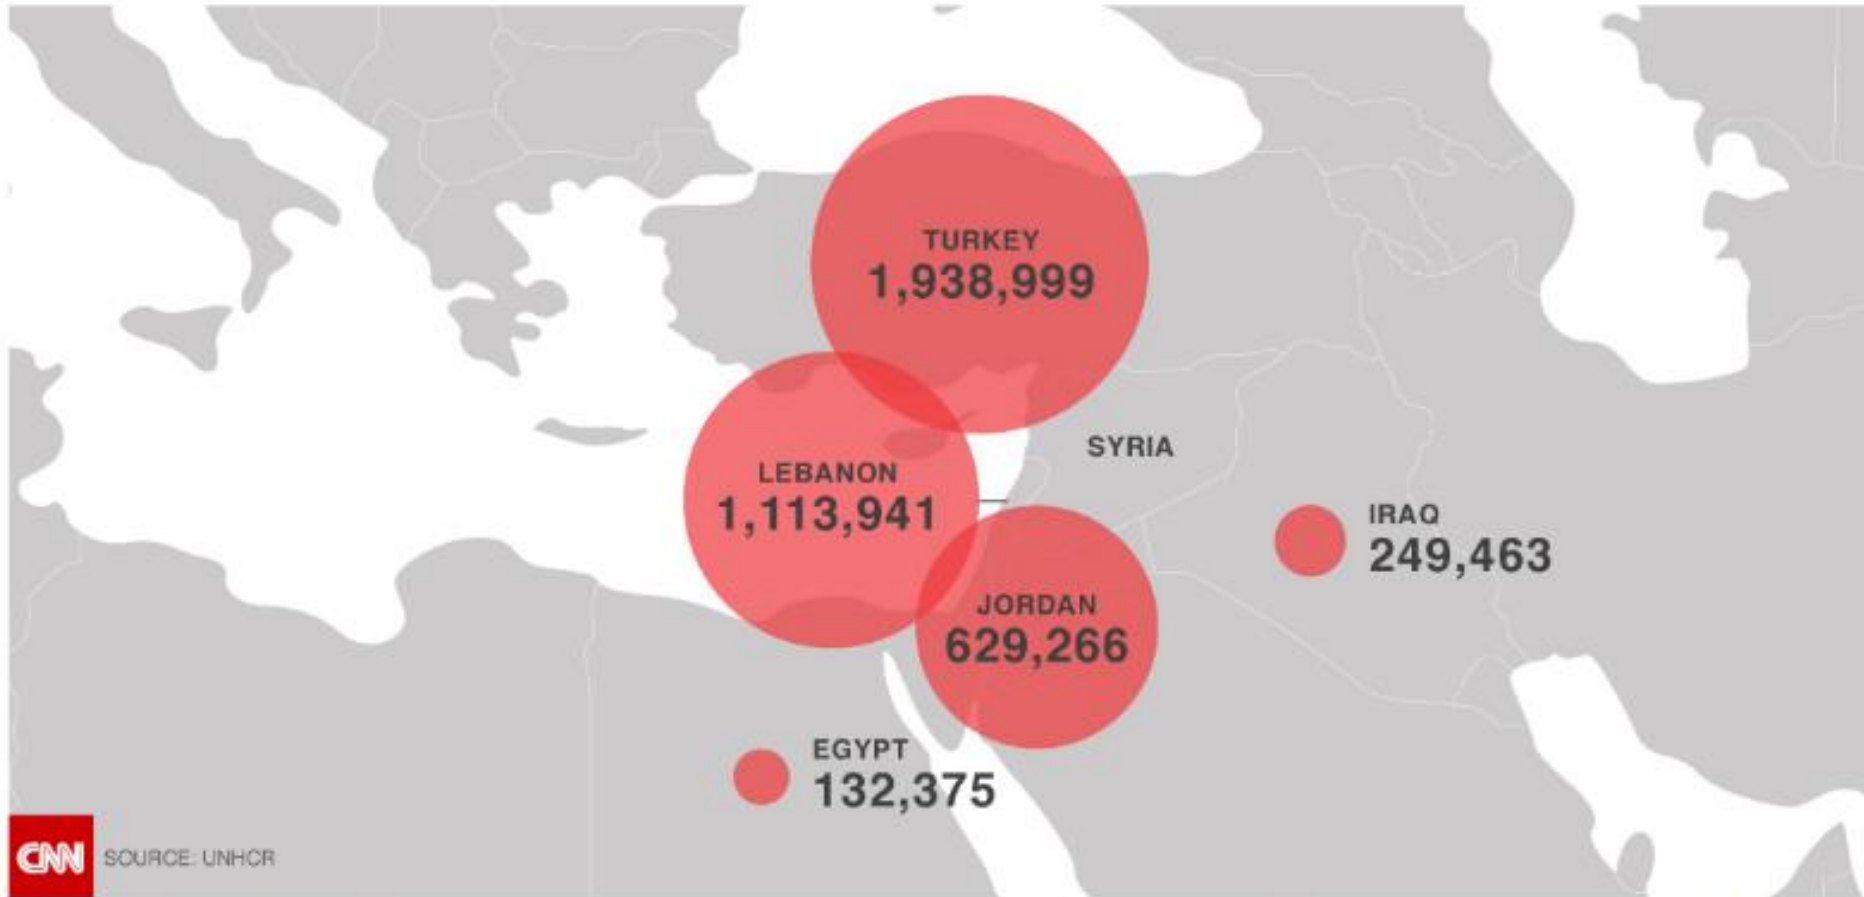 TURKEY
1,938,999
SYRIA
LEBANON
1,113,941
IRAQ
249,463
JORDAN
629,266
EGYPT
132,375
CNN SOURCE: UNHCR